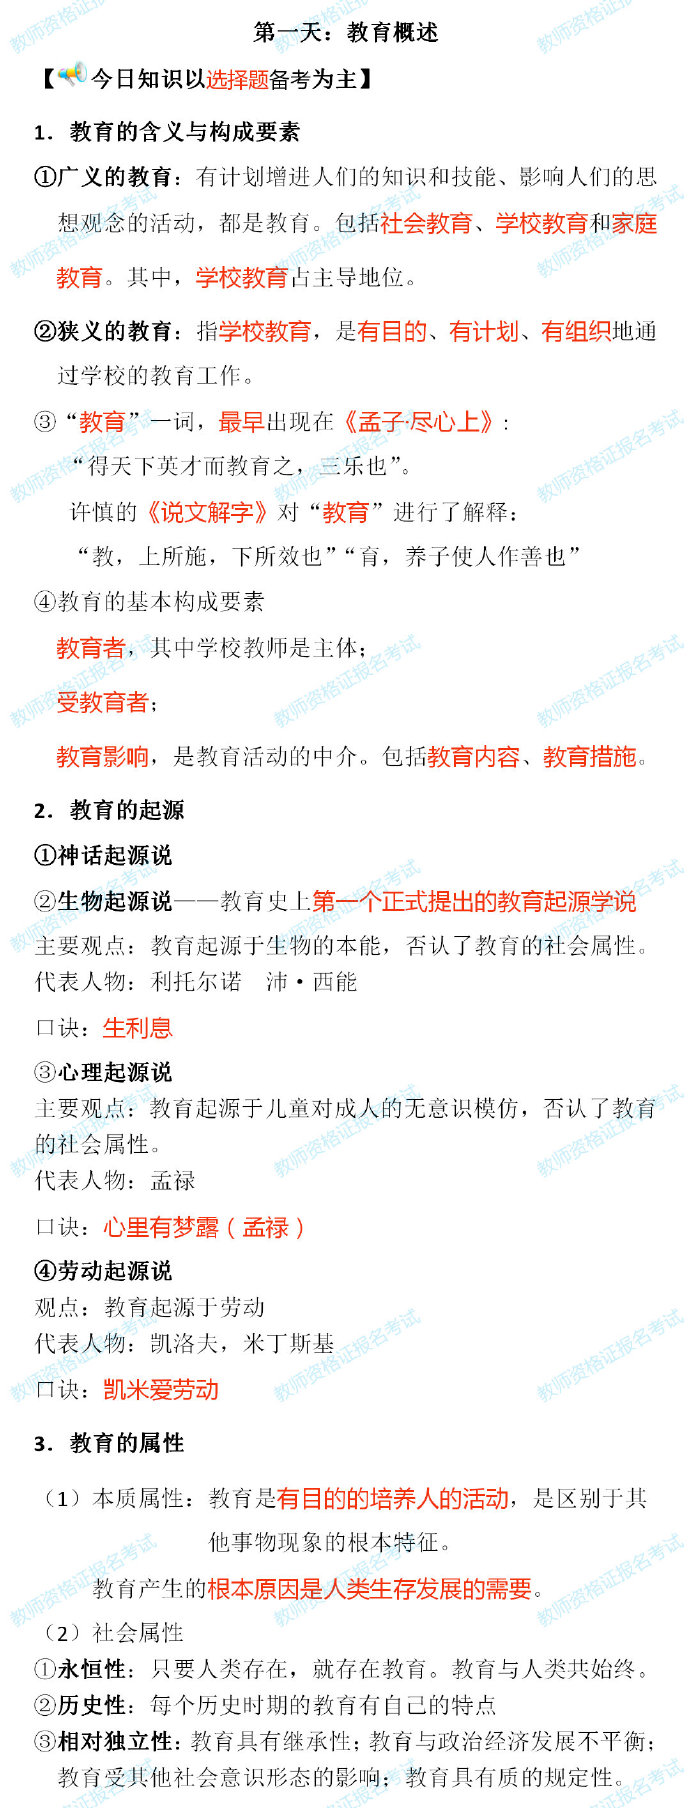 第一天：教育概述
【今日知识以选择题备考为主】
1．教育的含义与构成要素
①广义的教育：有计划增进人们的知识和技能、影响人们的思
想观念的活动，都是教育。包括社会教育、学校教育和家庭
教育。其中，学校教育占主导地位。
②狭义的教育：指学校教育，是有目的、有计划、有组织地通
过学校的教育工作。
③“教育”一词，最早出现在《孟子·尽心上》：
“得天下英才而教育之，三乐也”。
许慎的《说文解字》对“教育”进行了解释：
“教，上所施，下所效也”“育，养子使人作善也”
④教育的基本构成要素
教育者，其中学校教师是主体；
受教育者；
教育影响，是教育活动的中介。包括教育内容、教育措施。
2．教育的起源
①神话起源说
②生物起源说——教育史上第一个正式提出的教育起源学说
主要观点：教育起源于生物的本能，否认了教育的社会属性。
代表人物：利托尔诺　沛·西能
口诀：生利息
③心理起源说
主要观点：教育起源于儿童对成人的无意识模仿，否认了教育
的社会属性。
代表人物：孟禄
口诀：心里有梦露（孟禄）
④劳动起源说
观点：教育起源于劳动
代表人物：凯洛夫，米丁斯基
口诀：凯米爱劳动
3．教育的属性
（1）本质属性：教育是有目的的培养人的活动，是区别于其
他事物现象的根本特征。
教育产生的根本原因是人类生存发展的需要。
（2）社会属性
①永恒性：只要人类存在，就存在教育。教育与人类共始终。
②历史性：每个历史时期的教育有自己的特点
③相对独立性：教育具有继承性；教育与政治经济发展不平衡；
教育受其他社会意识形态的影响；教育具有质的规定性。
教师资格证报名考试